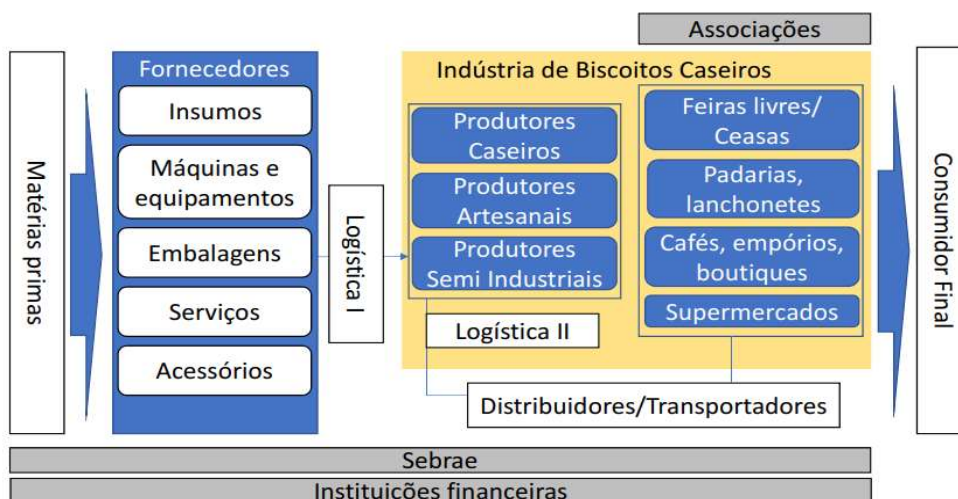 Associações
Matérias primas
Fornecedores
Insumos
Máquinas e
equipamentos
Embalagens
Serviços
Acessórios
Logística I
Indústria de Biscoitos Caseiros
Produtores
Caseiros
Produtores
Artesanais
Produtores
Semi Industriais
Logística II
Feiras livres/
Ceasas
Padarias,
lanchonetes
Cafés, empórios,
boutiques
Supermercados
Distribuidores/Transportadores
Consumidor Final
Sebrae
Instituições financeiras